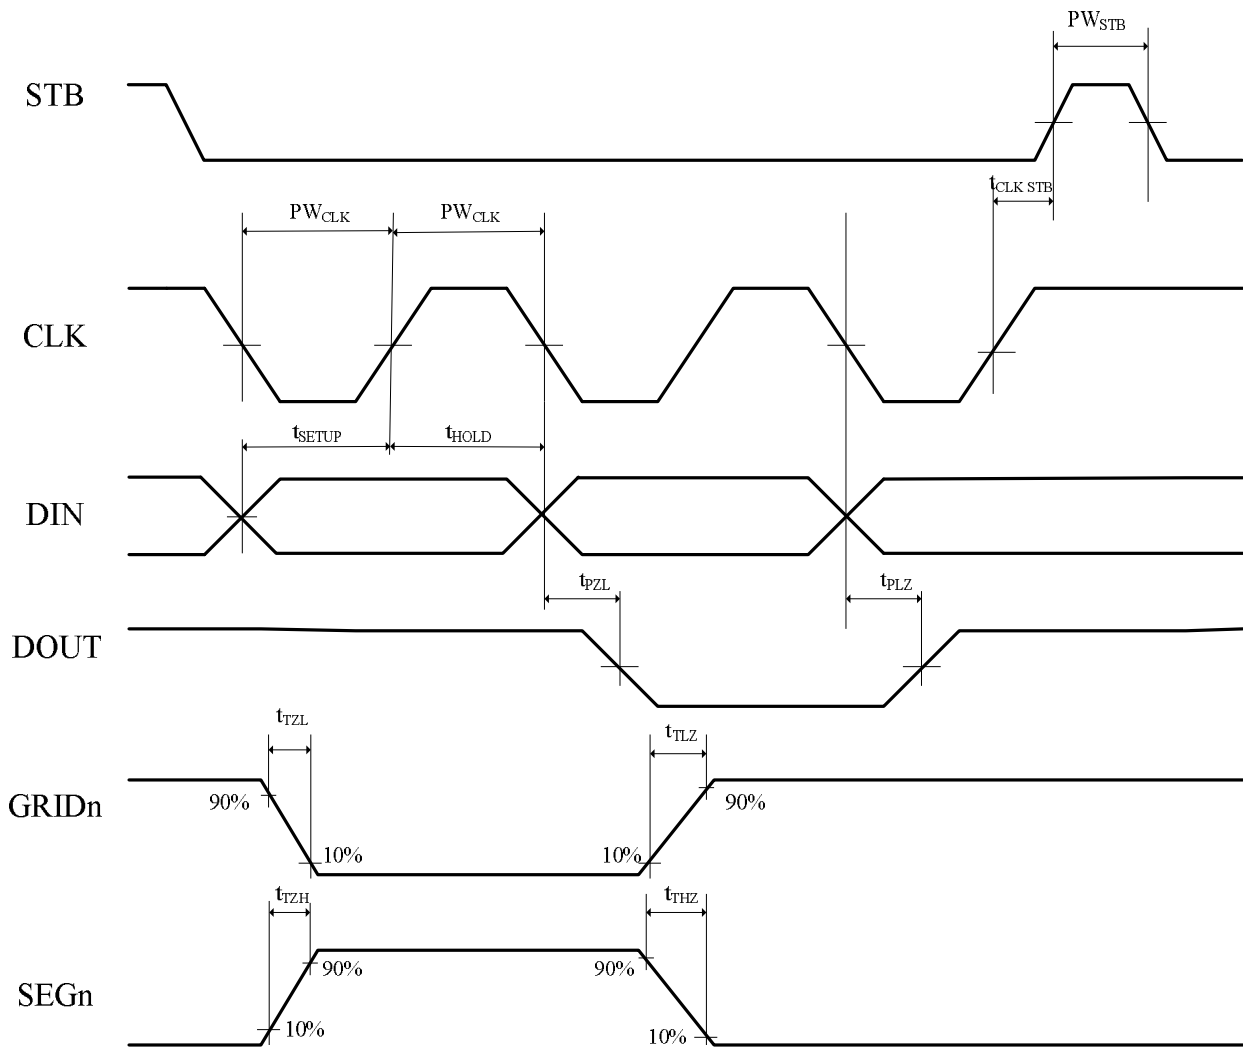 PWSTB
STB
tCLK STB
PWCLK PWCLK
CLK
tSETUP tHOLD
DIN
tPZL tPLZ
DOUT
tTZL tTLZ
90% 90%
GRIDn
10% 10%
tTZH tTHZ
90% 90%
SEGn
10% 10%